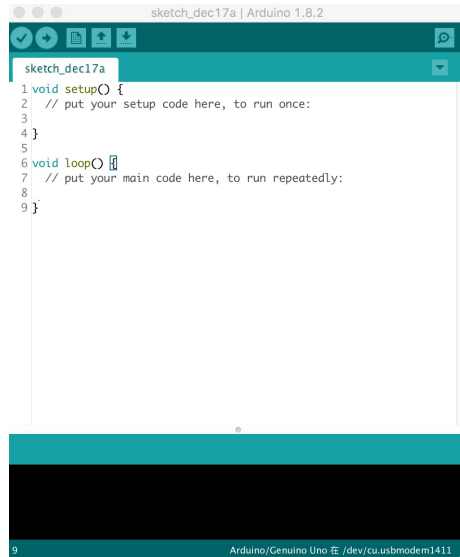 sketch_dec17a | Arduino 1.8.2
sketch_dec17a
1 void setup() {
2 // put your setup code here, to run once:
3
4 }
5
6 void loop() {
7 // put your main code here, to run repeatedly:
8
9 }
9 Arduino/Genuino Uno 在 /dev/cu.usbmodem1411